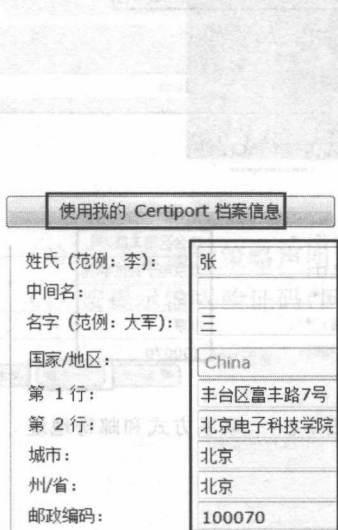 使用我的 Certiport 档案信息
姓氏 (范例: 李): 张
中间名:
名字 (范例: 大军): 三
国家/地区: China
第 1 行: 丰台区富丰路7号
第 2 行: 北京电子科技学院
城市: 北京
州/省: 北京
邮政编码: 100070